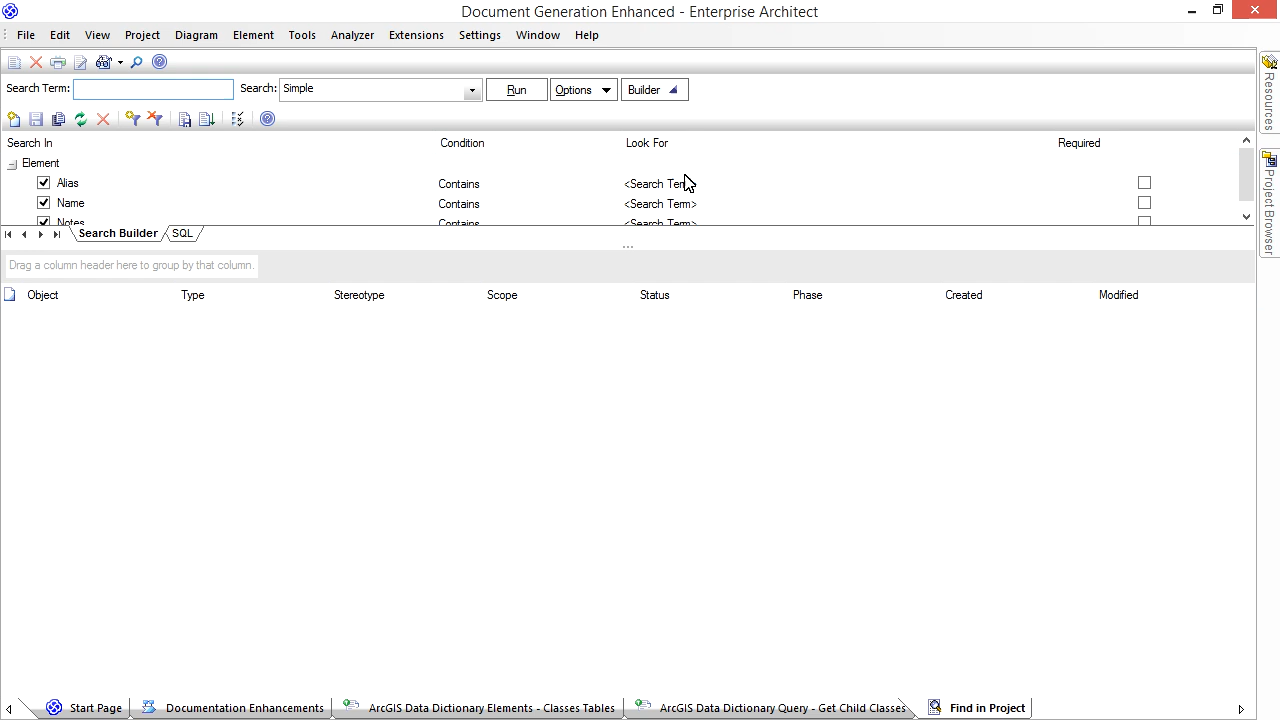 Document Generation Enhanced - Enterprise Architect
File Edit View Project Diagram Element Tools Analyzer Extensions Settings Window Help
Search Term: Search: Simple Run Options Builder
Search In Condition Look For Required
Element
Alias Contains <Search Term>
Name Contains <Search Term>
Notes Contains <Search Term>
Search Builder SQL
...
Drag a column header here to group by that column.
Object Type Stereotype Scope Status Phase Created Modified
Start Page Documentation Enhancements ArcGIS Data Dictionary Elements - Classes Tables ArcGIS Data Dictionary Query - Get Child Classes Find in Project
Resources
Project Browser